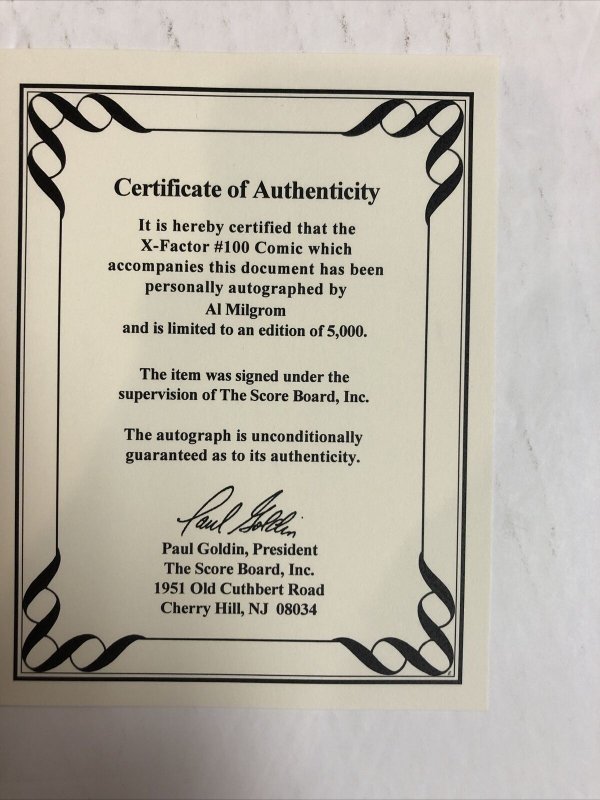 Certificate of Authenticity
It is hereby certified that the
X-Factor #100 Comic which
accompanies this document has been
personally autographed by
Al Milgrom
and is limited to an edition of 5,000.
The item was signed under the
supervision of The Score Board, Inc.
The autograph is unconditionally
guaranteed as to its authenticity.
Paul Goldin
Paul Goldin, President
The Score Board, Inc.
1951 Old Cuthbert Road
Cherry Hill, NJ 08034